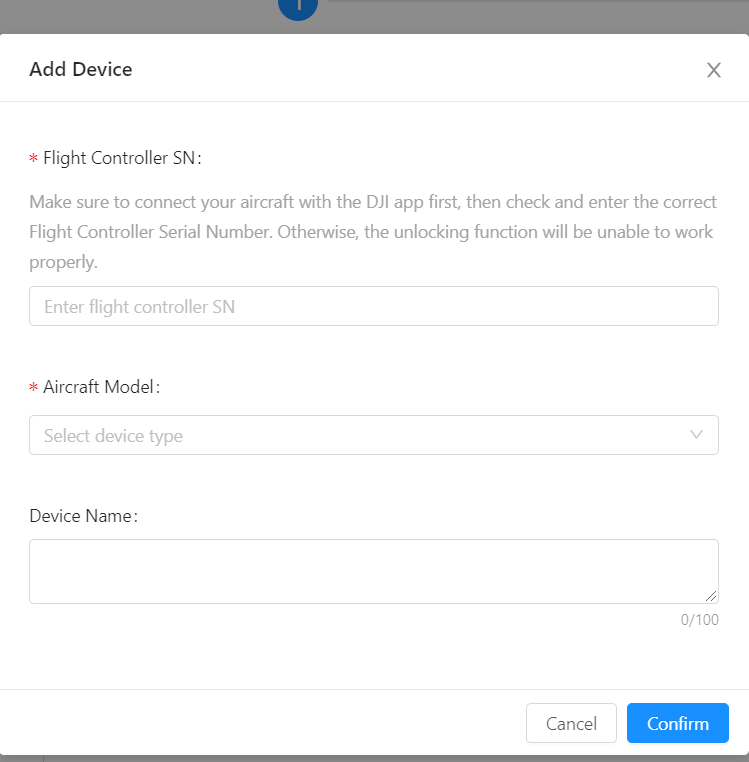 Add Device
* Flight Controller SN:
Make sure to connect your aircraft with the DJI app first, then check and enter the correct
Flight Controller Serial Number. Otherwise, the unlocking function will be unable to work
properly.
Enter flight controller SN
* Aircraft Model:
Select device type
Device Name:
0/100
Cancel
Confirm